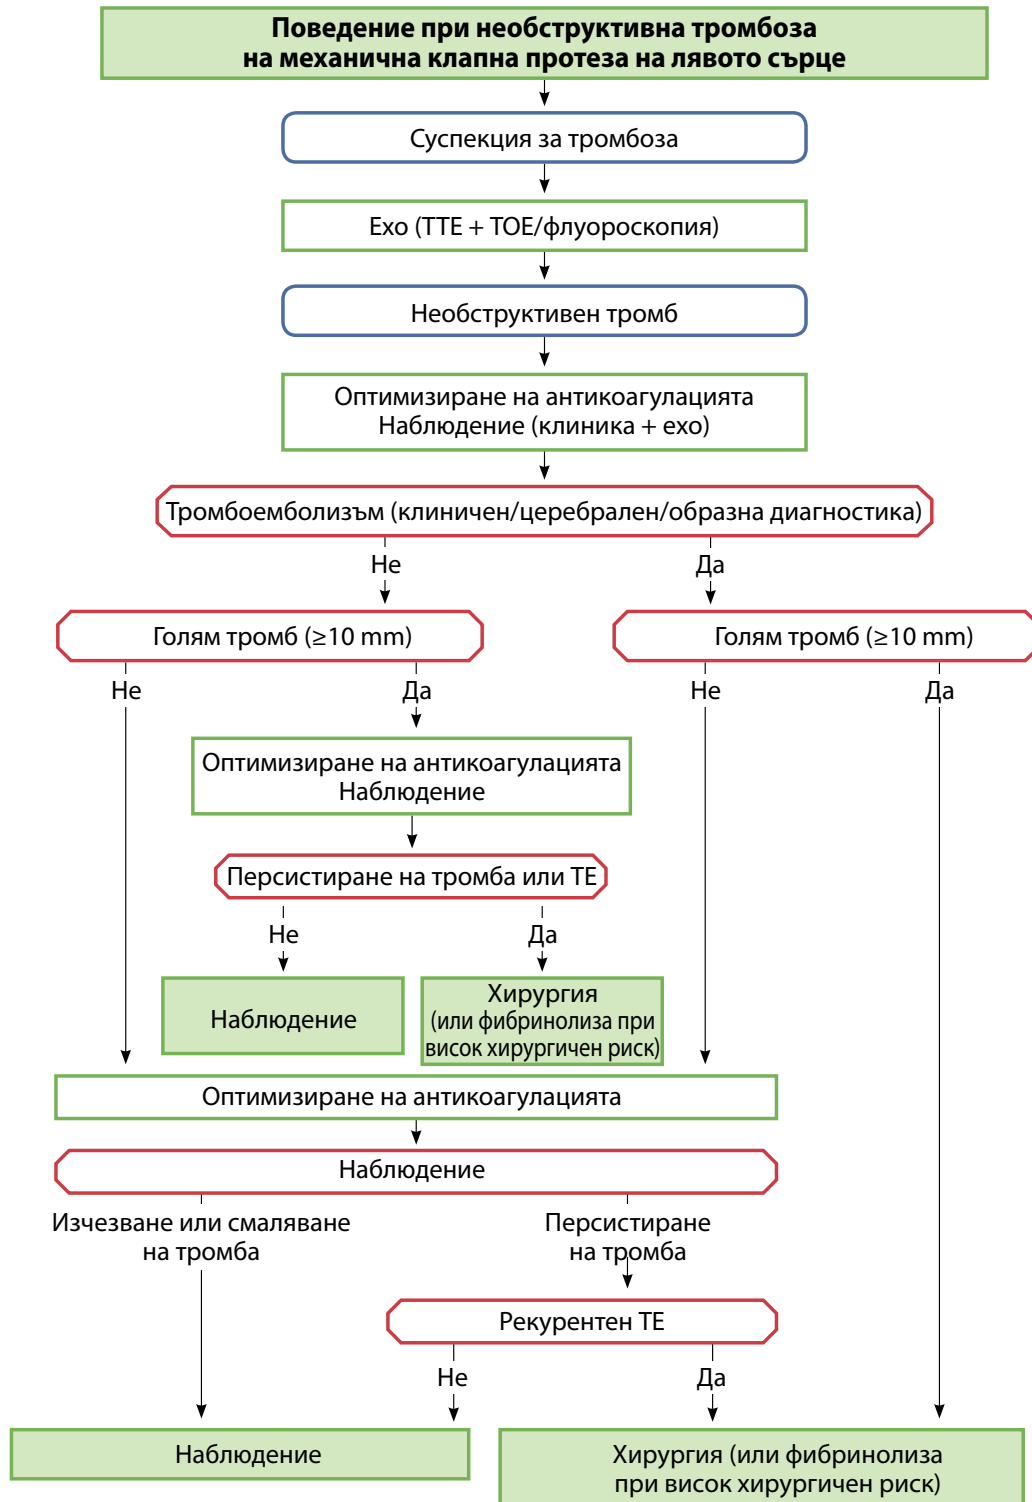 Поведение при необструктивна тромбоза
на механична клапна протеза на лявото сърце
Суспекция за тромбоза
Ехо (ТТЕ + ТОЕ/флуороскопия)
Необструктивен тромб
Оптимизиране на антикоагулацията
Наблюдение (клиника + ехо)
Тромбоемболизъм (клиничен/церебрален/образна диагностика)
Не
Да
Голям тромб (≥10 mm)
Голям тромб (≥10 mm)
Не
Да
Не
Да
Оптимизиране на антикоагулацията
Наблюдение
Персистиране на тромба или ТЕ
Не
Да
Наблюдение
Хирургия
(или фибринолиза при
висок хирургичен риск)
Оптимизиране на антикоагулацията
Наблюдение
Изчезване или смаляване
на тромба
Персистиране
на тромба
Рекурентен ТЕ
Не
Да
Наблюдение
Хирургия (или фибринолиза
при висок хирургичен риск)